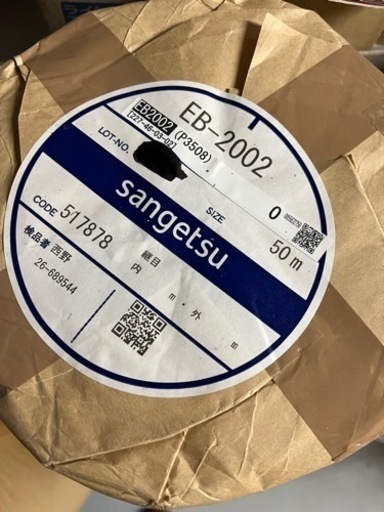 EB-2002
EB2002 (P3508)
[227-46-03-02]
LOT-NO.
0
sangetsu
SIZE
50 m
CODE 517878
継目
内 m・外 m
検品者 西野
26-689544